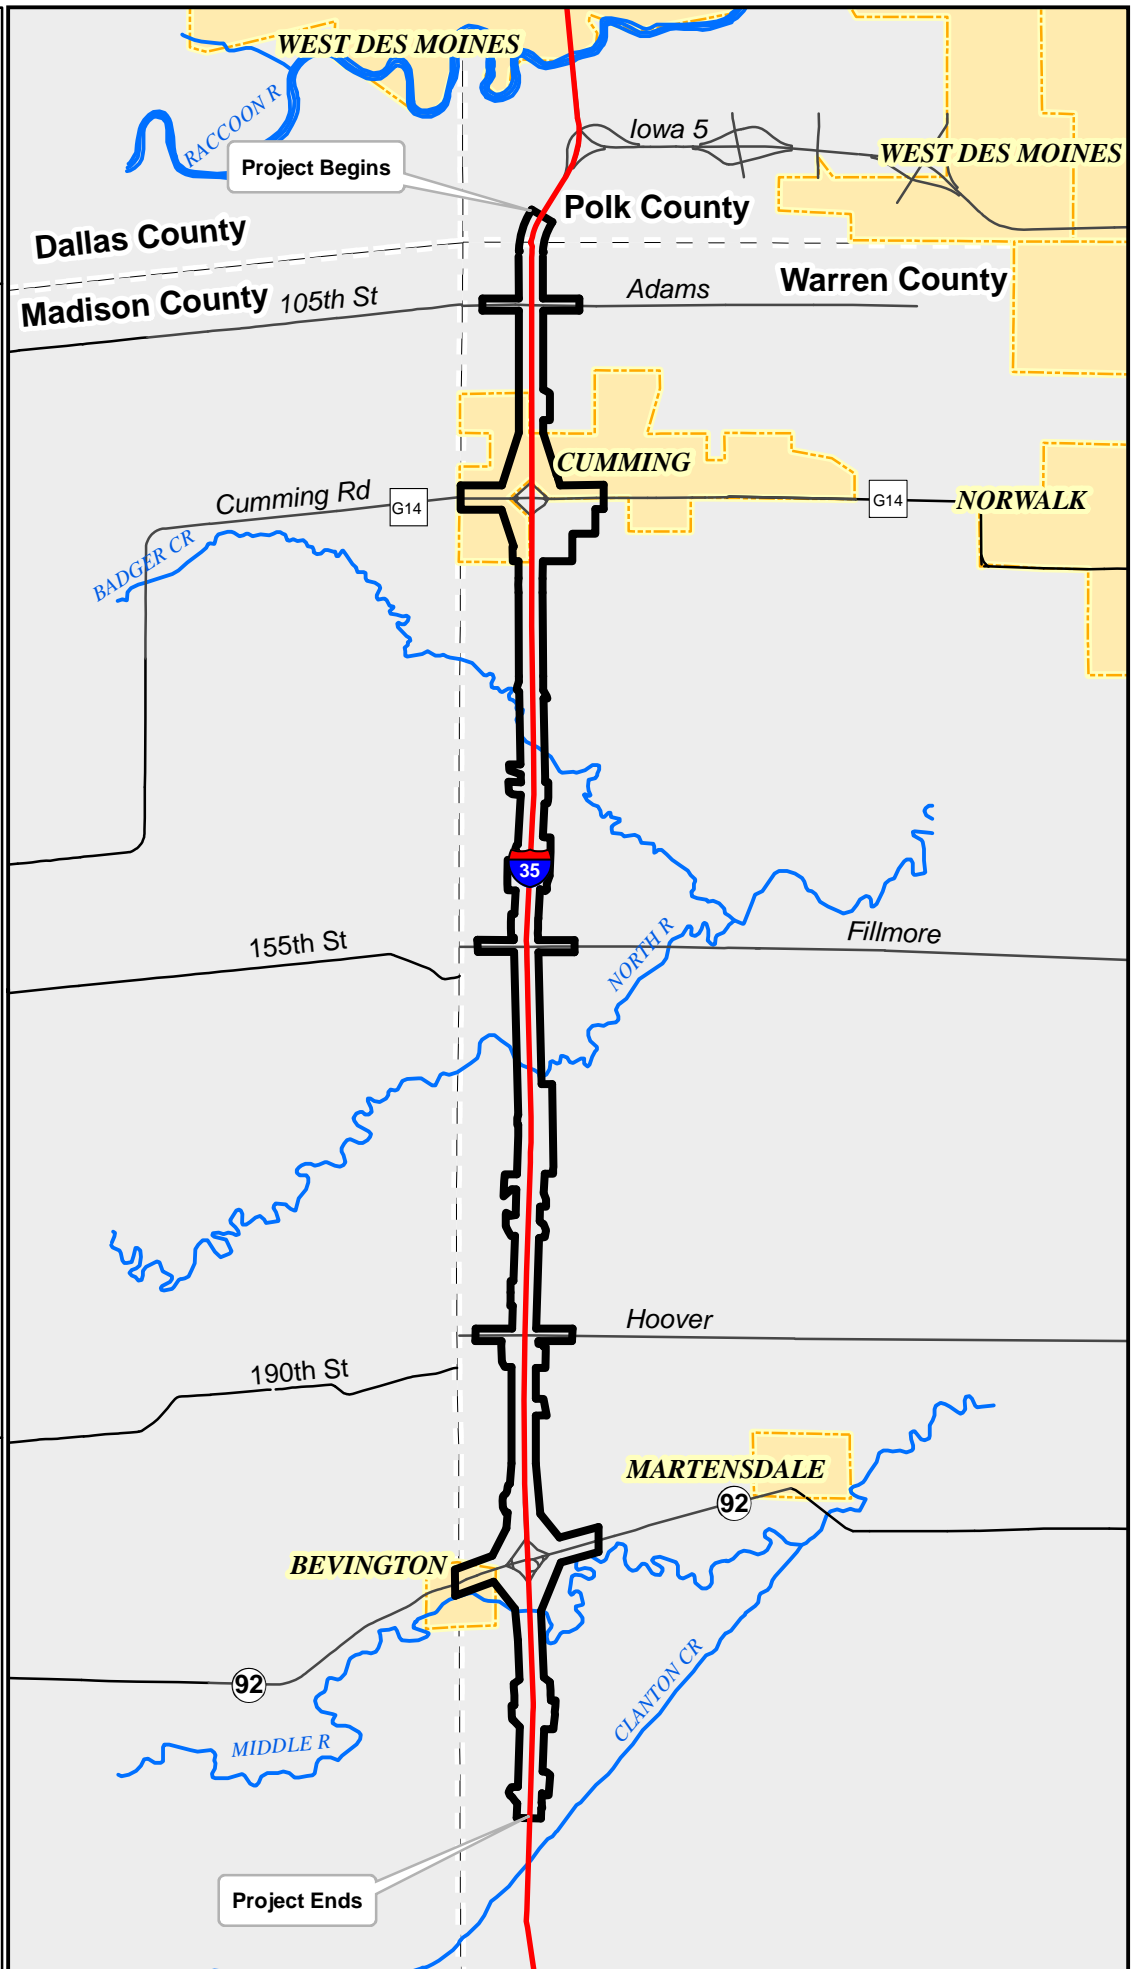 WEST DES MOINES
RACCOON R
Iowa 5
WEST DES MOINES
Project Begins
Polk County
Dallas County
Warren County
Madison County
105th St
Adams
CUMMING
Cumming Rd
G14
G14
NORWALK
BADGER CR
35
155th St
Fillmore
NORTH R
Hoover
190th St
MARTENSDALE
92
BEVINGTON
92
CLANTON CR
MIDDLE R
Project Ends